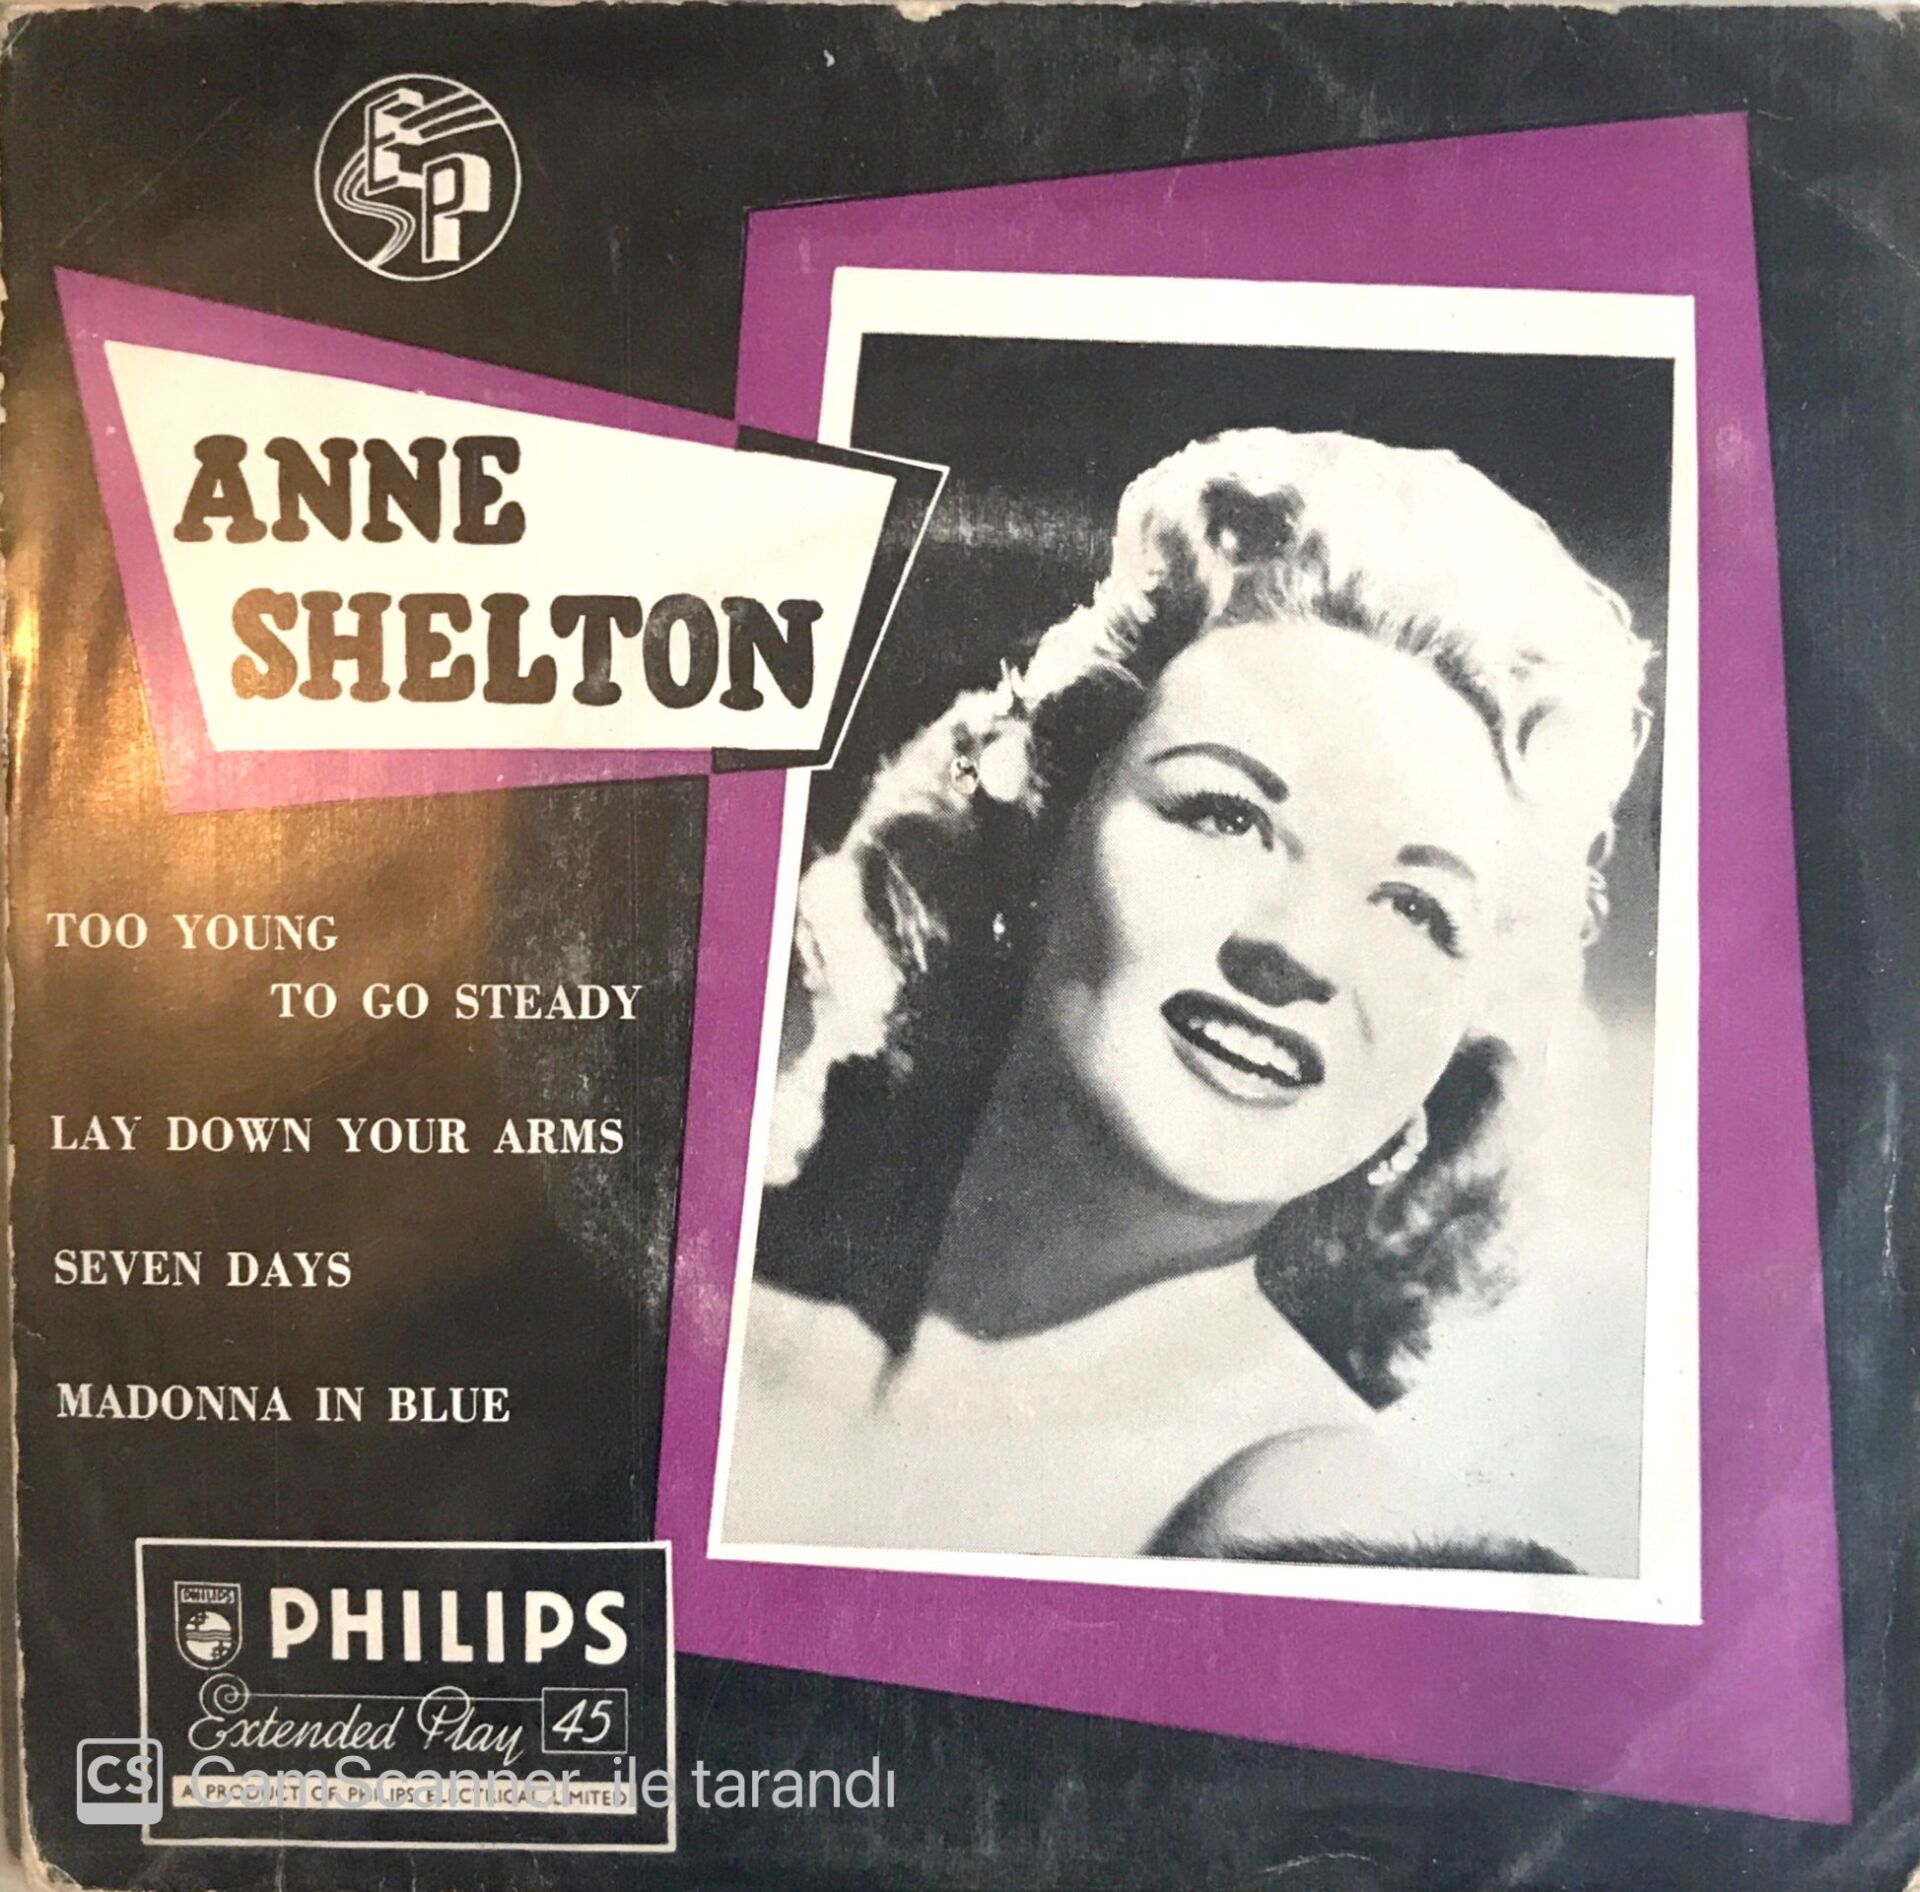 EP
ANNE
SHELTON
TOO YOUNG
TO GO STEADY
LAY DOWN YOUR ARMS
SEVEN DAYS
MADONNA IN BLUE
PHILIPS
PHILIPS
Extended Play 45
A PRODUCT OF PHILIPS ELECTRICAL LIMITED
CS CamScanner ile tarandı